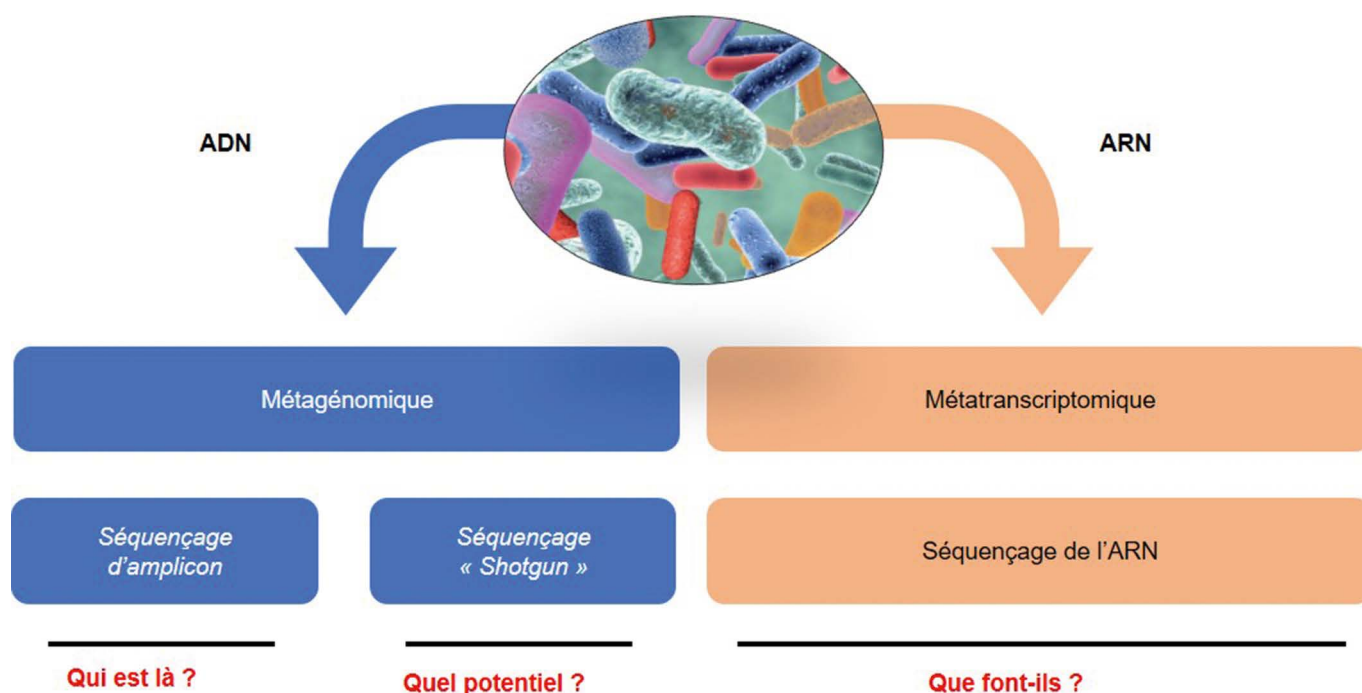 ADN
ARN
Métagénomique
Métatranscriptomique
Séquençage
d’amplicon
Séquençage
« Shotgun »
Séquençage de l’ARN
Qui est là ?
Quel potentiel ?
Que font-ils ?